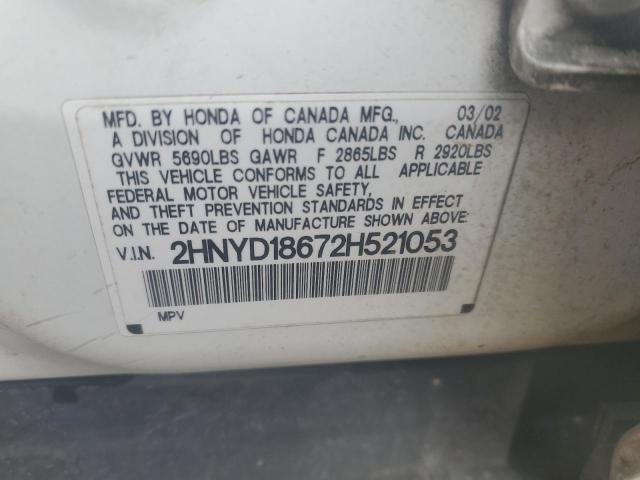 MFD. BY HONDA OF CANADA MFG., 03/02
A DIVISION OF HONDA CANADA INC. CANADA
GVWR 5690LBS GAWR F 2865LBS R 2920LBS
THIS VEHICLE CONFORMS TO ALL APPLICABLE
FEDERAL MOTOR VEHICLE SAFETY,
AND THEFT PREVENTION STANDARDS IN EFFECT
ON THE DATE OF MANUFACTURE SHOWN ABOVE.
V.I.N. 2HNYD18672H521053
MPV